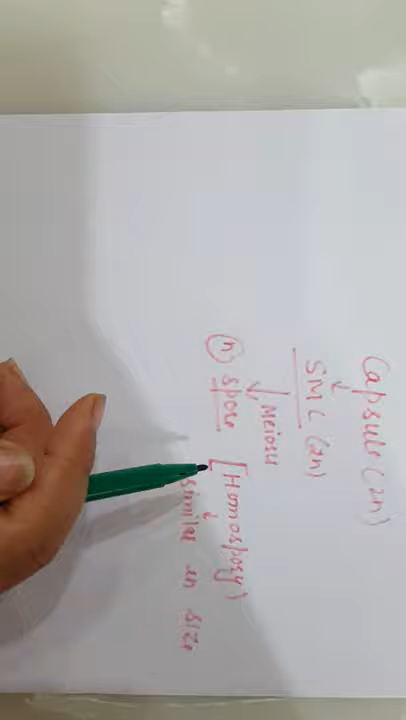 Capsule (2n)
↓
SMC (2n)
↓ Meiosis
(n) spore [Homospory)
↓
similar in size